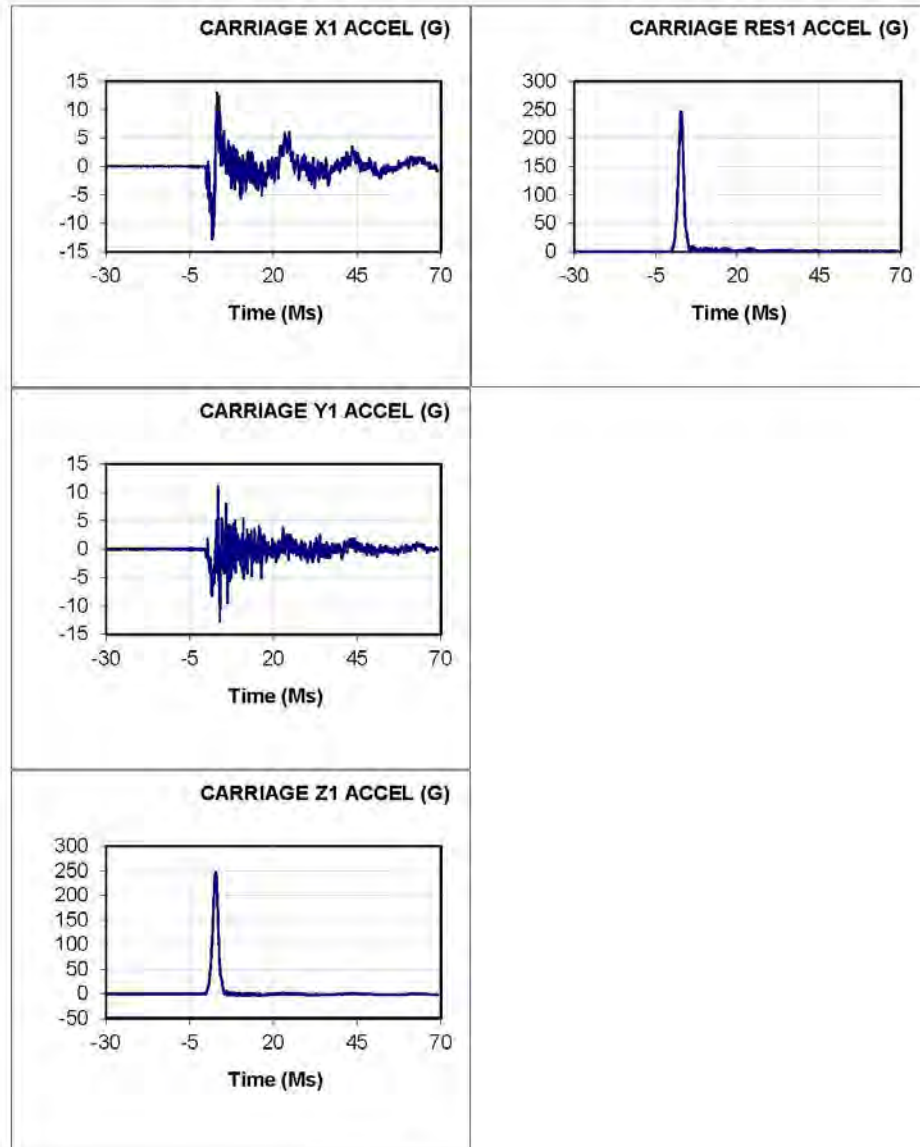 CARRIAGE X1 ACCEL (G)
15
10
5
0
-5
-10
-15
-30 -5 20 45 70
Time (Ms)
CARRIAGE RES1 ACCEL (G)
300
250
200
150
100
50
0
-30 -5 20 45 70
Time (Ms)
CARRIAGE Y1 ACCEL (G)
15
10
5
0
-5
-10
-15
-30 -5 20 45 70
Time (Ms)
CARRIAGE Z1 ACCEL (G)
300
250
200
150
100
50
0
-50
-30 -5 20 45 70
Time (Ms)